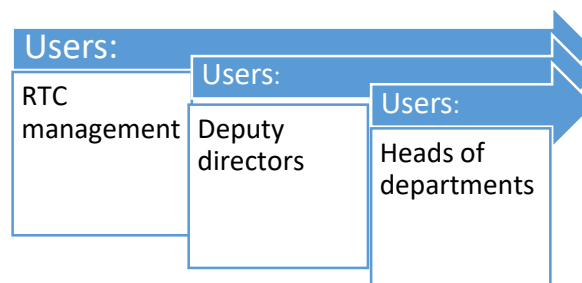 Users:
RTC
management
Users:
Deputy
directors
Users:
Heads of
departments